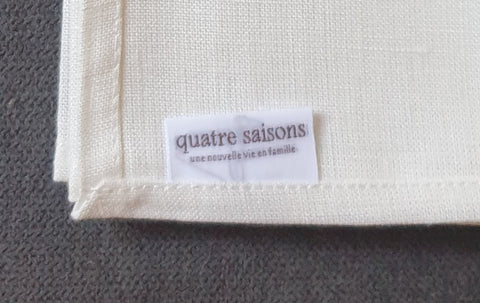 quatre saisons
une nouvelle vie en famille